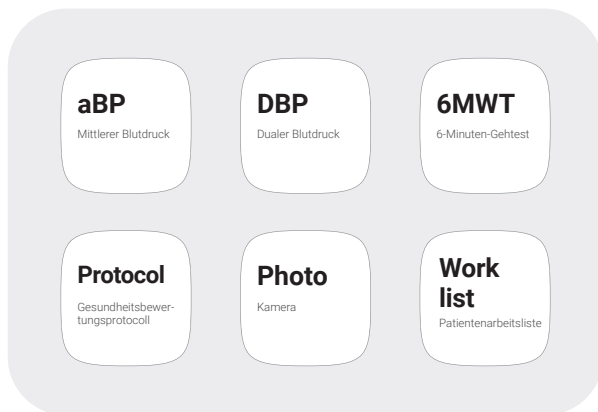 aBP
Mittlerer Blutdruck
DBP
Dualer Blutdruck
6MWT
6-Minuten-Gehtest
Protocol
Gesundheitsbewer-
tungsprotocoll
Photo
Kamera
Work
list
Patientenarbeitsliste